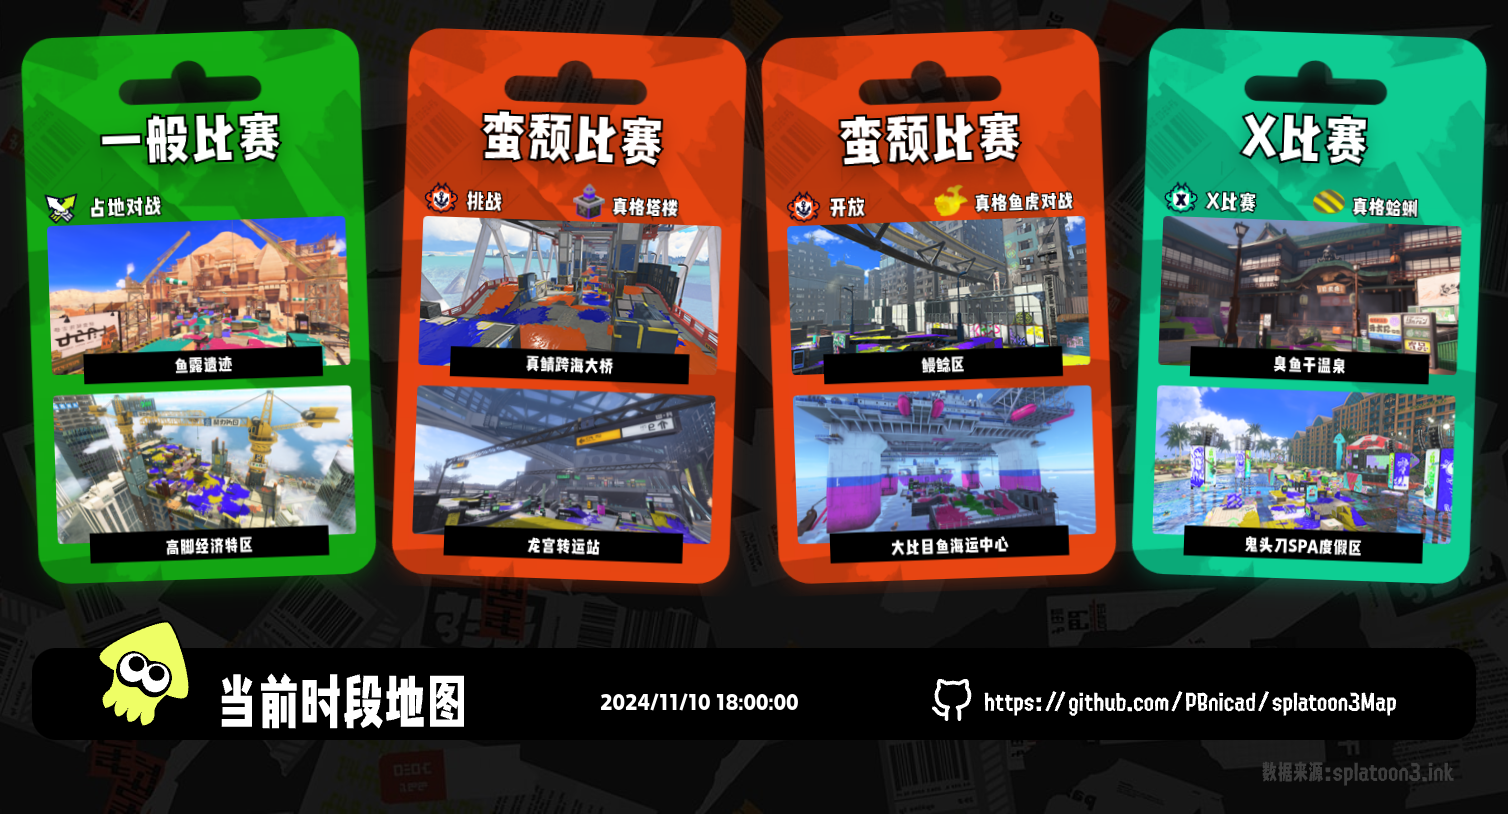 一般比赛
占地对战
鱼露遗迹
高脚经济特区
蛮颓比赛
挑战
真格塔楼
真鲭跨海大桥
龙宫转运站
蛮颓比赛
开放
真格鱼虎对战
鳗鲶区
大比目鱼海运中心
X比赛
X比赛
真格蛤蜊
臭鱼干温泉
鬼头刀SPA度假区
当前时段地图
2024/11/10 18:00:00
https://github.com/PBnicad/splatoon3Map
数据来源:splatoon3.ink